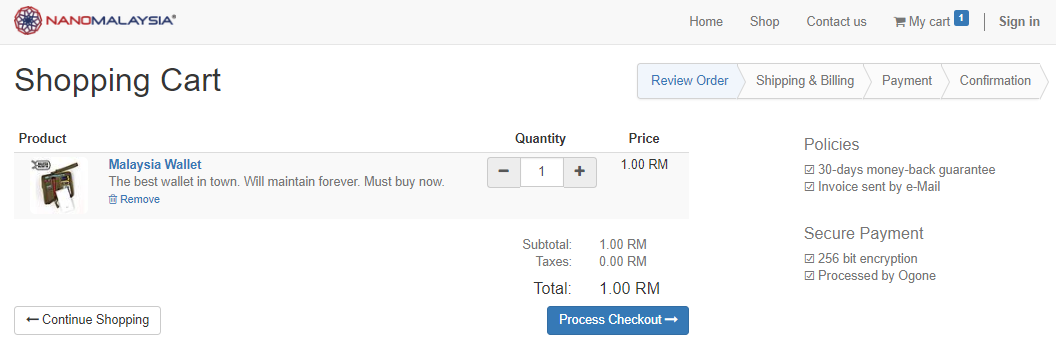 NANOMALAYSIA®
Home Shop Contact us My cart 1 Sign in
Shopping Cart
Review Order Shipping & Billing Payment Confirmation
Product Quantity Price
Malaysia Wallet
The best wallet in town. Will maintain forever. Must buy now.
Remove
− 1 +
1.00 RM
Subtotal: 1.00 RM
Taxes: 0.00 RM
Total: 1.00 RM
← Continue Shopping
Process Checkout →
Policies
☑ 30-days money-back guarantee
☑ Invoice sent by e-Mail
Secure Payment
☑ 256 bit encryption
☑ Processed by Ogone